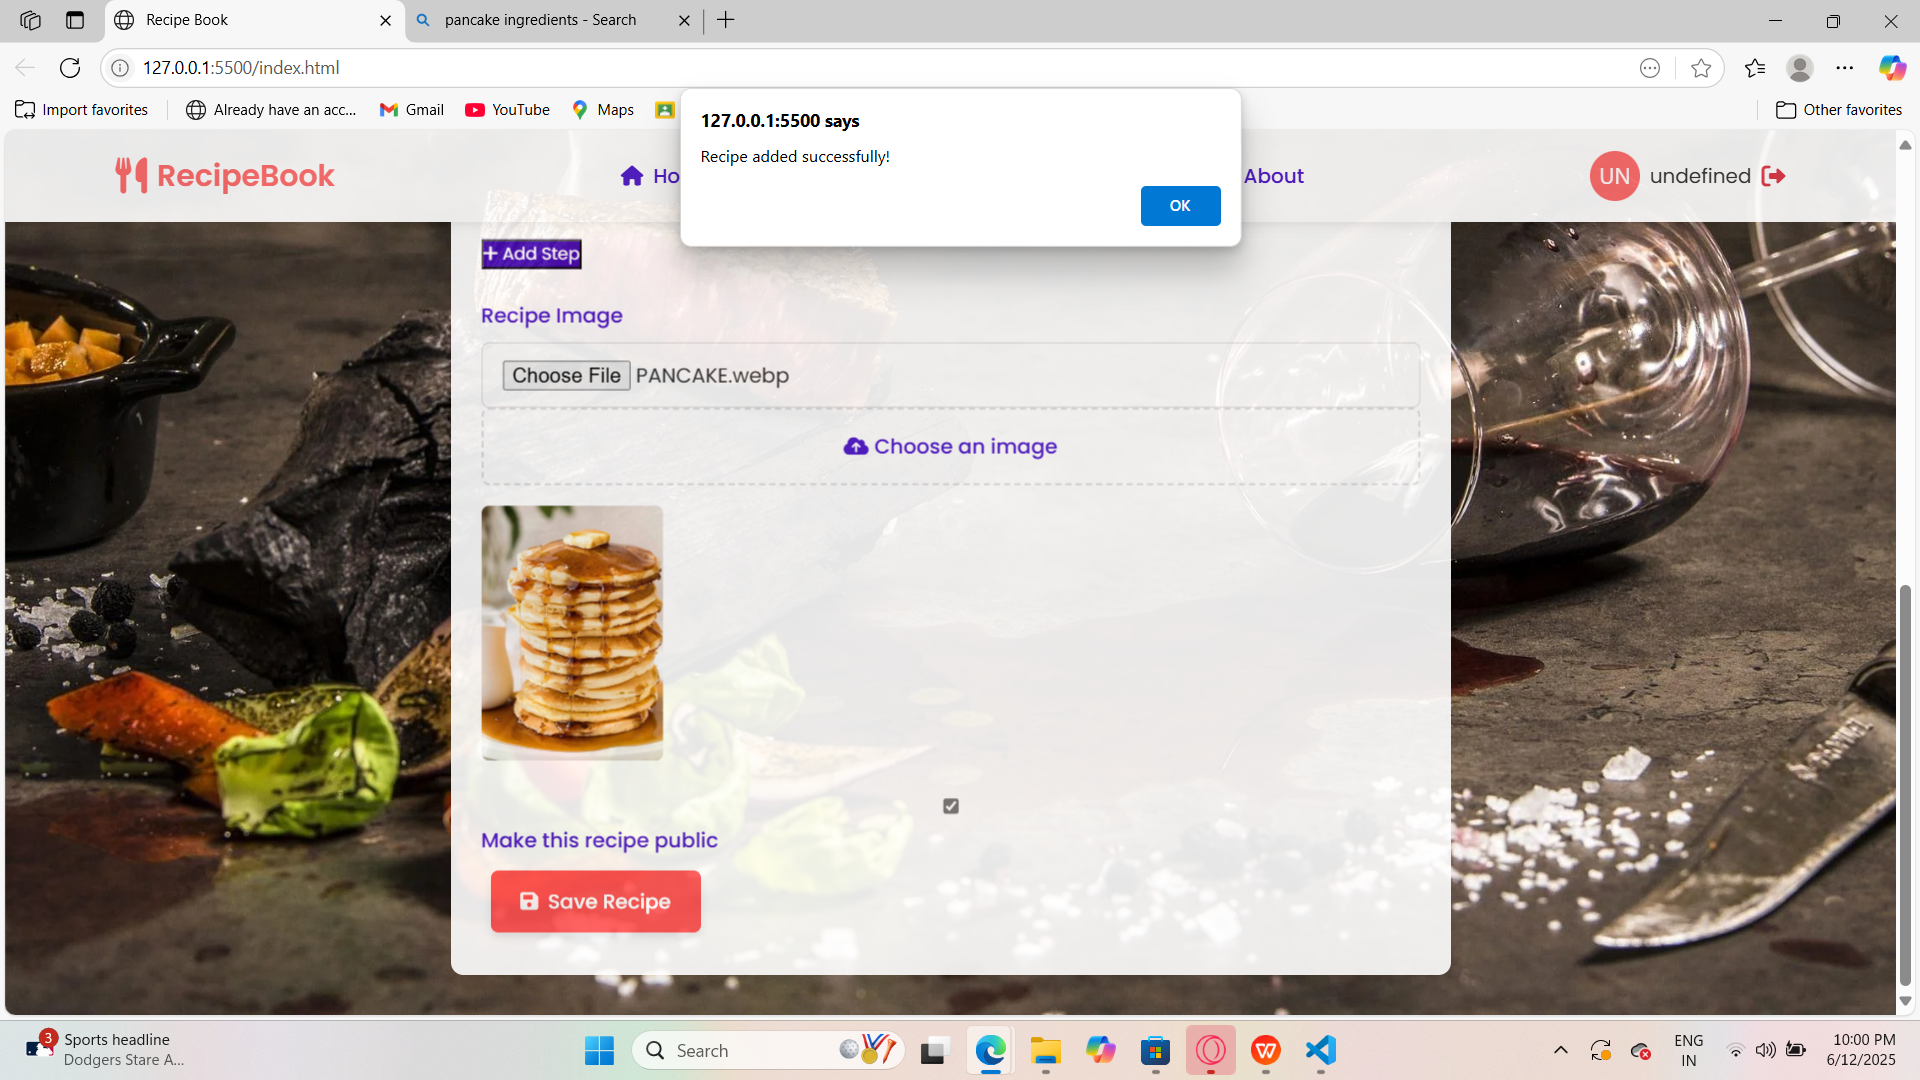 Recipe Book
pancake ingredients - Search
127.0.0.1:5500/index.html
Import favorites
Already have an acc...
Gmail
YouTube
Maps
Other favorites
127.0.0.1:5500 says
Recipe added successfully!
OK
RecipeBook
Ho
About
UN
undefined
+ Add Step
Recipe Image
Choose File PANCAKE.webp
Choose an image
Make this recipe public
Save Recipe
3
Sports headline
Dodgers Stare A...
Search
ENG
IN
10:00 PM
6/12/2025